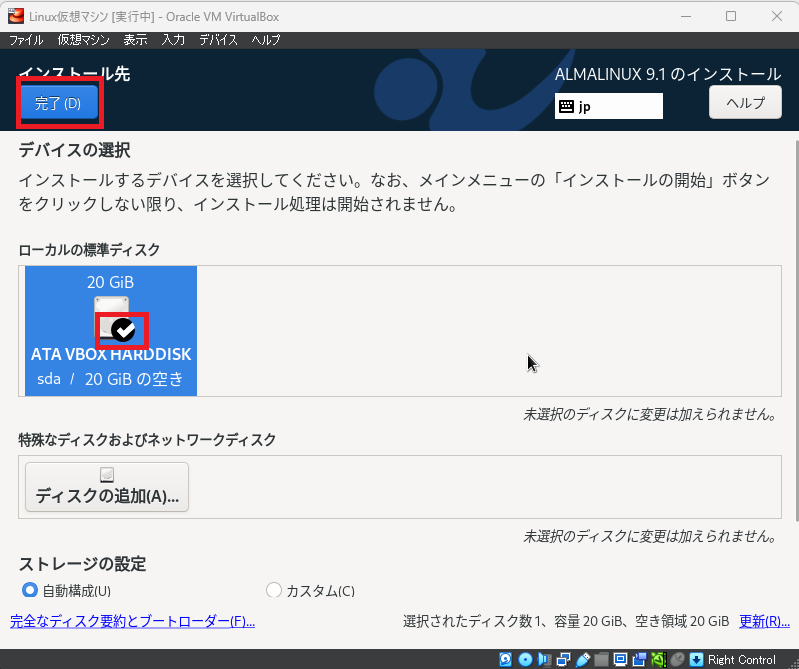 Linux仮想マシン [実行中] - Oracle VM VirtualBox
ファイル 仮想マシン 表示 入力 デバイス ヘルプ
インストール先
ALMALINUX 9.1 のインストール
完了(D)
jp
ヘルプ
デバイスの選択
インストールするデバイスを選択してください。なお、メインメニューの「インストールの開始」ボタン
をクリックしない限り、インストール処理は開始されません。
ローカルの標準ディスク
20 GiB
ATA VBOX HARDDISK
sda / 20 GiB の空き
未選択のディスクに変更は加えられません。
特殊なディスクおよびネットワークディスク
ディスクの追加(A)...
未選択のディスクに変更は加えられません。
ストレージの設定
自動構成(U) カスタム(C)
完全なディスク要約とブートローダー(F)... 選択されたディスク数 1、容量 20 GiB、空き領域 20 GiB 更新(R)...
Right Control